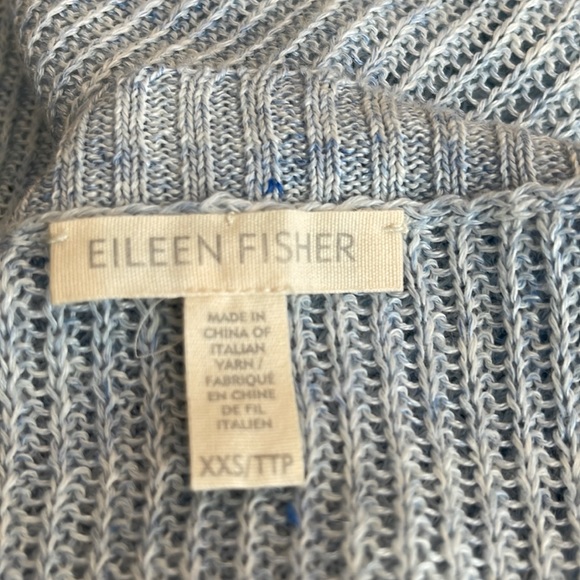 EILEEN FISHER
MADE IN
CHINA OF
ITALIAN
YARN /
FABRIQUÉ
EN CHINE
DE FIL
ITALIEN
XXS/TTP